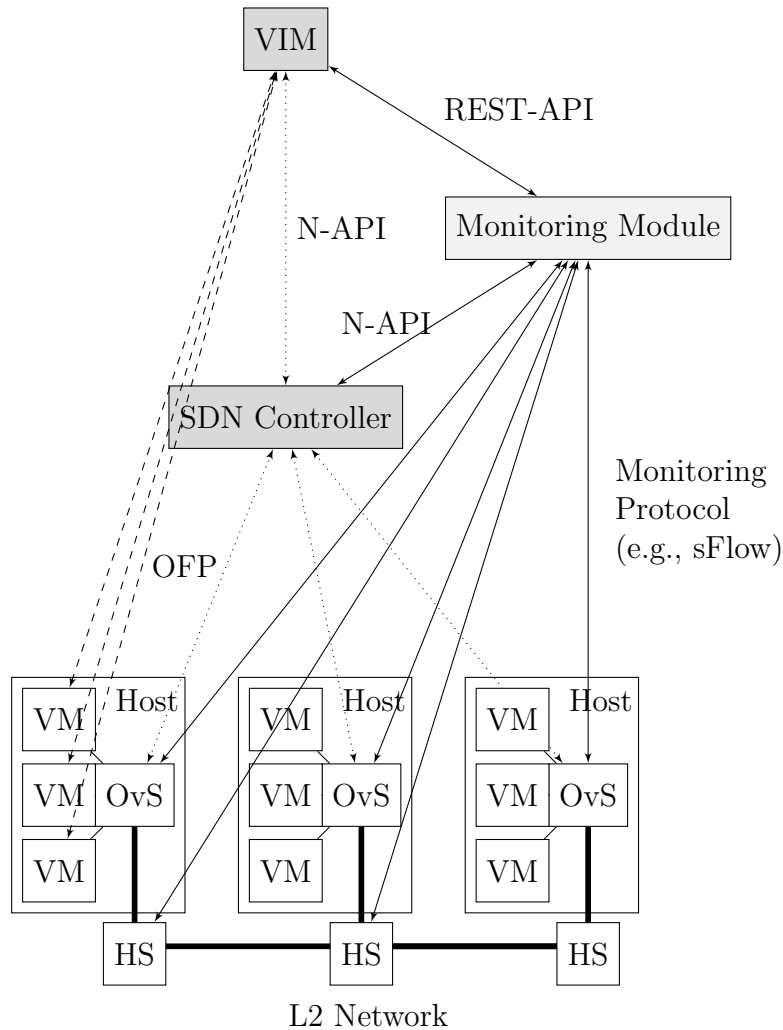 VIM
REST-API
Monitoring Module
N-API
N-API
SDN Controller
Monitoring
Protocol
(e.g., sFlow)
OFP
Host
Host
Host
VM
VM
VM
VM
OvS
VM
OvS
VM
OvS
VM
VM
VM
HS
HS
HS
L2 Network